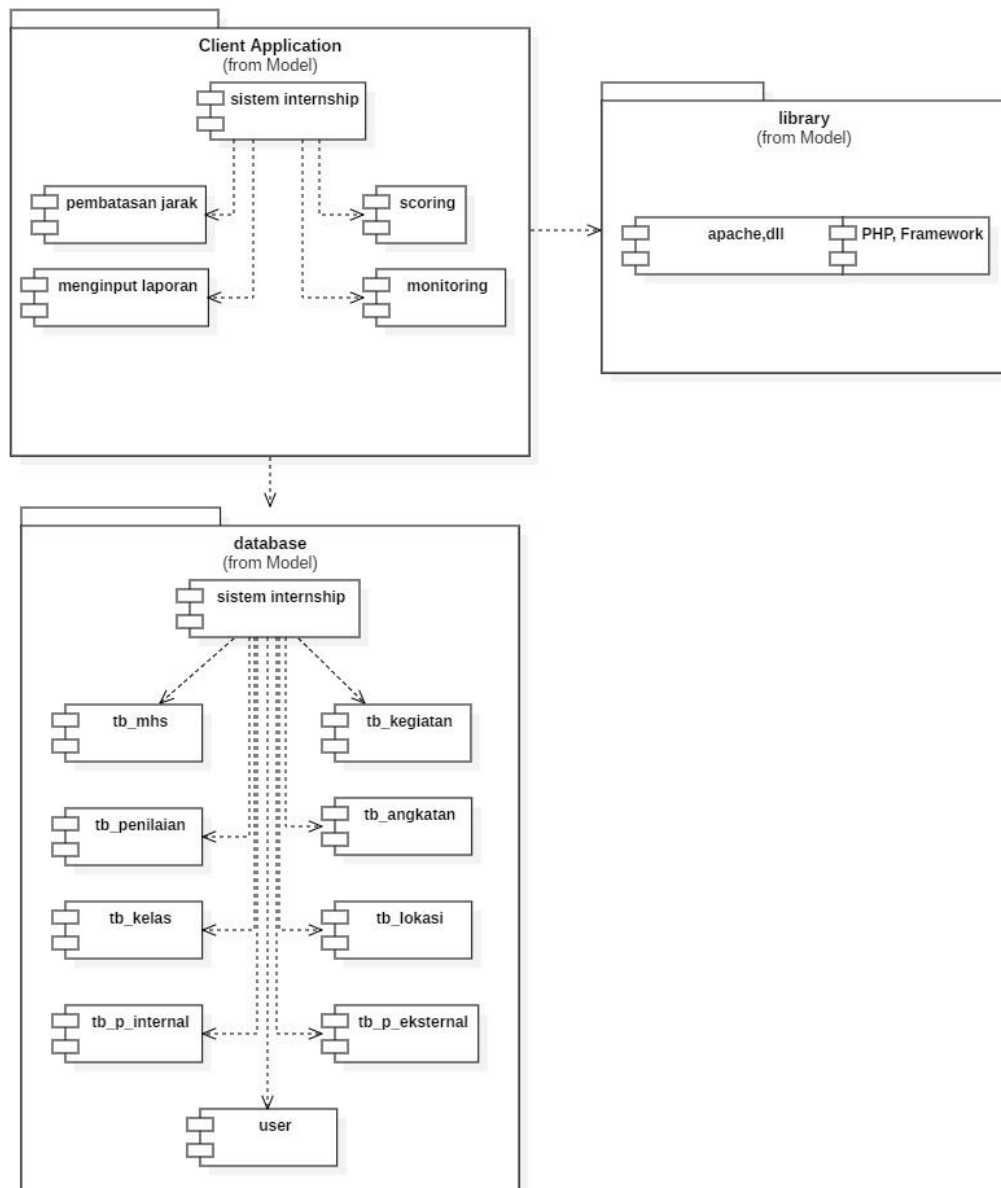 Client Application
(from Model)
sistem internship
pembatasan jarak
scoring
menginput laporan
monitoring
library
(from Model)
apache,dll
PHP, Framework
database
(from Model)
sistem internship
tb_mhs
tb_kegiatan
tb_penilaian
tb_angkatan
tb_kelas
tb_lokasi
tb_p_internal
tb_p_eksternal
user